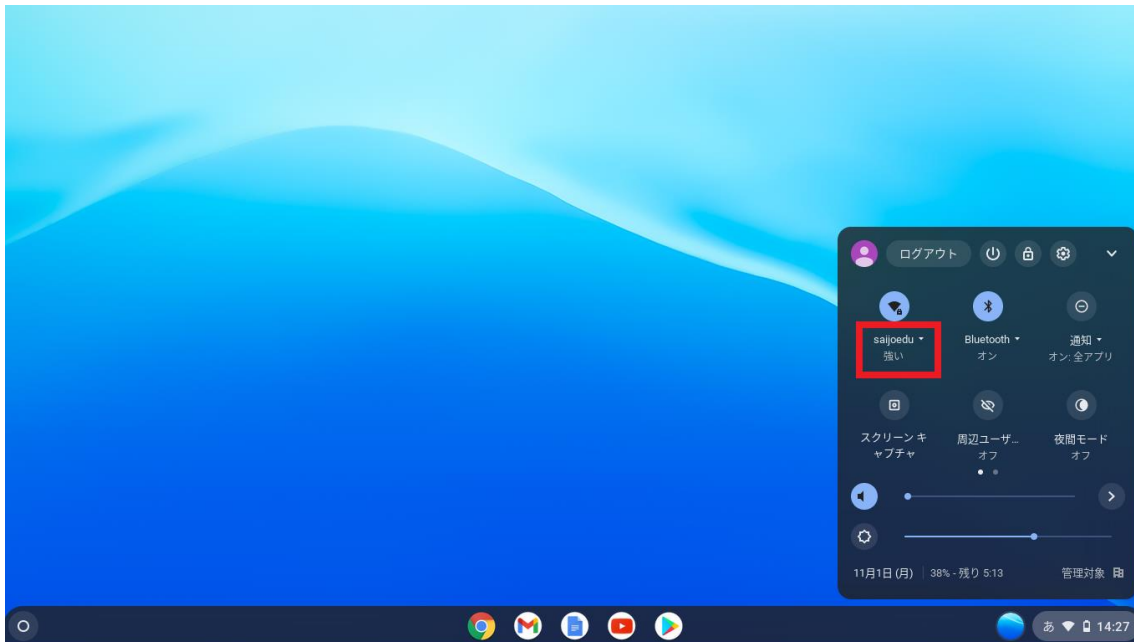 ログアウト
saijoedu
強い
Bluetooth
オン
通知
オン: 全アプリ
スクリーン キ
ャプチャ
周辺ユーザ...
オフ
夜間モード
オフ
11月1日 (月)
38% - 残り 5:13
管理対象
あ
14:27